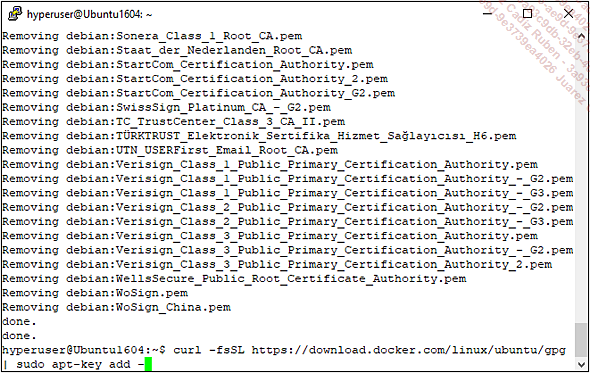 hyperuser@Ubuntu1604: ~
Removing debian:Sonera_Class_1_Root_CA.pem
Removing debian:Staat_der_Nederlanden_Root_CA.pem
Removing debian:StartCom_Certification_Authority.pem
Removing debian:StartCom_Certification_Authority_2.pem
Removing debian:StartCom_Certification_Authority_G2.pem
Removing debian:SwissSign_Platinum_CA_-_G2.pem
Removing debian:TC_TrustCenter_Class_3_CA_II.pem
Removing debian:TÜRKTRUST_Elektronik_Sertifika_Hizmet_Sağlayıcısı_H6.pem
Removing debian:UTN_USERFirst_Email_Root_CA.pem
Removing debian:Verisign_Class_1_Public_Primary_Certification_Authority.pem
Removing debian:Verisign_Class_1_Public_Primary_Certification_Authority_-_G2.pem
Removing debian:Verisign_Class_1_Public_Primary_Certification_Authority_-_G3.pem
Removing debian:Verisign_Class_2_Public_Primary_Certification_Authority_-_G2.pem
Removing debian:Verisign_Class_2_Public_Primary_Certification_Authority_-_G3.pem
Removing debian:Verisign_Class_3_Public_Primary_Certification_Authority.pem
Removing debian:Verisign_Class_3_Public_Primary_Certification_Authority_-_G2.pem
Removing debian:Verisign_Class_3_Public_Primary_Certification_Authority_2.pem
Removing debian:WellsSecure_Public_Root_Certificate_Authority.pem
Removing debian:WoSign.pem
Removing debian:WoSign_China.pem
done.
done.
hyperuser@Ubuntu1604:~$ curl -fsSL https://download.docker.com/linux/ubuntu/gpg
| sudo apt-key add -